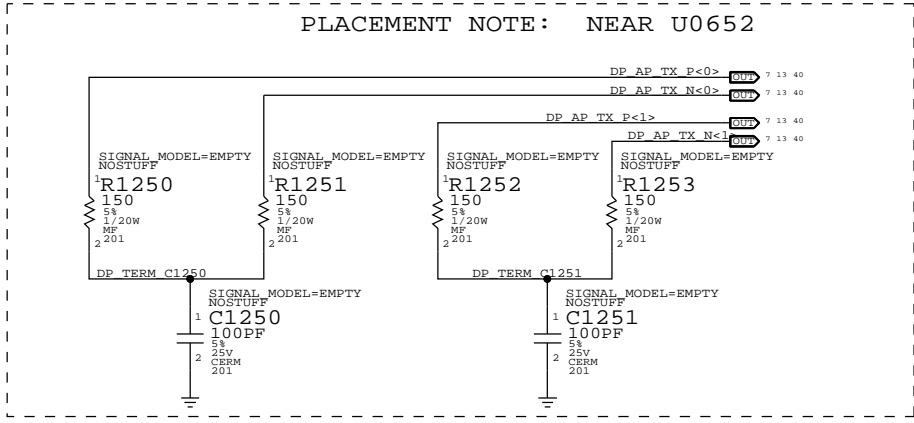 PLACEMENT NOTE: NEAR U0652
DP_AP_TX_P<0> OUT 7 13 40
DP_AP_TX_N<0> OUT 7 13 40
DP_AP_TX_P<1> OUT 7 13 40
DP_AP_TX_N<1> OUT 7 13 40
SIGNAL_MODEL=EMPTY
NOSTUFF
1
R1250
150
5%
1/20W
MF
201
2
SIGNAL_MODEL=EMPTY
NOSTUFF
1
R1251
150
5%
1/20W
MF
201
2
SIGNAL_MODEL=EMPTY
NOSTUFF
1
R1252
150
5%
1/20W
MF
201
2
SIGNAL_MODEL=EMPTY
NOSTUFF
1
R1253
150
5%
1/20W
MF
201
2
DP_TERM_C1250
SIGNAL_MODEL=EMPTY
NOSTUFF
1
C1250
100PF
5%
25V
2
CERM
201
DP_TERM_C1251
SIGNAL_MODEL=EMPTY
NOSTUFF
1
C1251
100PF
5%
25V
2
CERM
201